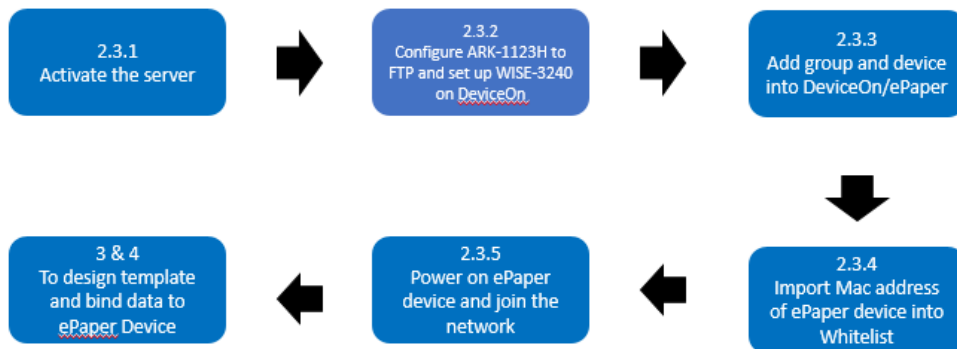 2.3.1
Activate the server
2.3.2
Configure ARK-1123H to
FTP and set up WISE-3240
on DeviceOn
2.3.3
Add group and device
into DeviceOn/ePaper
2.3.4
Import Mac address
of ePaper device into
Whitelist
2.3.5
Power on ePaper
device and join the
network
3 & 4
To design template
and bind data to
ePaper Device